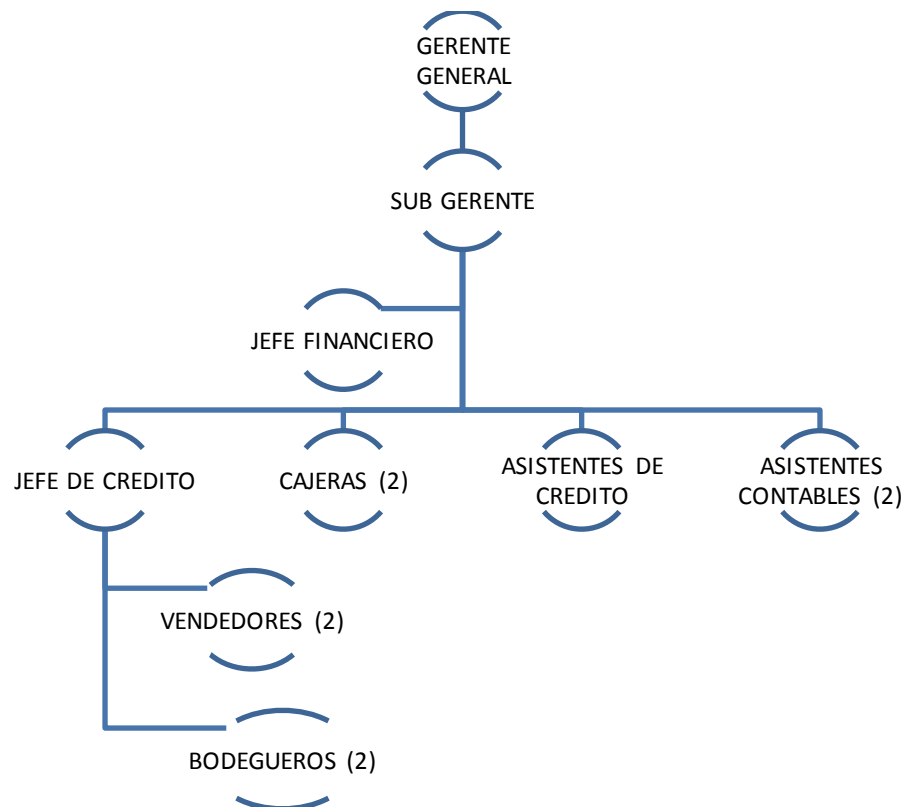 GERENTE
GENERAL
SUB GERENTE
JEFE FINANCIERO
JEFE DE CREDITO
CAJERAS (2)
ASISTENTES DE
CREDITO
ASISTENTES
CONTABLES (2)
VENDEDORES (2)
BODEGUEROS (2)